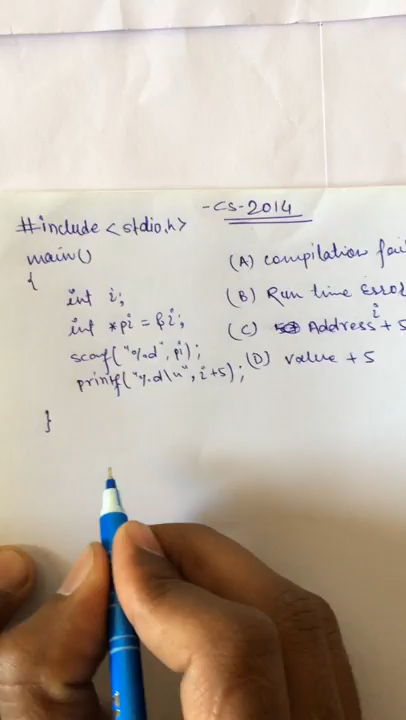 -CS-2014
#include <stdio.h>
main()
{
int i;
int *pi = &i;
scanf("%d", pi);
printf("%d\n", i+5);
}
(A) compilation fai
(B) Run time Error
(C) Address i + 5
(D) value + 5